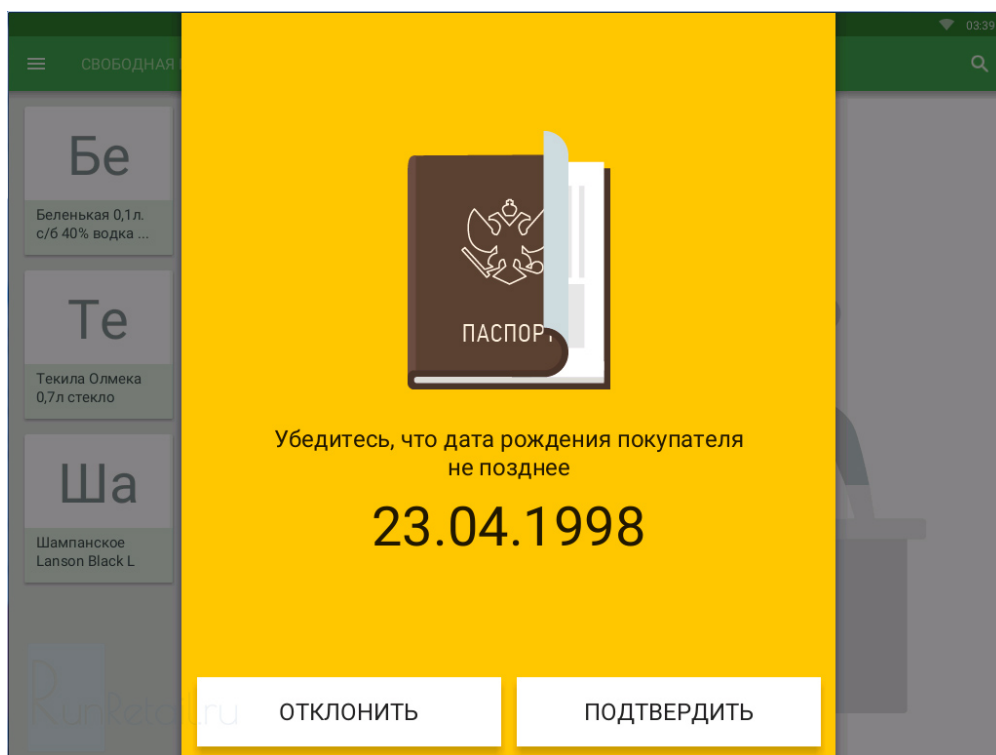 03:39
СВОБОДНАЯ
Бе
Беленькая 0,1л.
с/б 40% водка ...
Те
Текила Олмека
0,7л стекло
Ша
Шампанское
Lanson Black L
ПАСПОРТ
Убедитесь, что дата рождения покупателя
не позднее
23.04.1998
ОТКЛОНИТЬ
ПОДТВЕРДИТЬ
RunRetail.ru